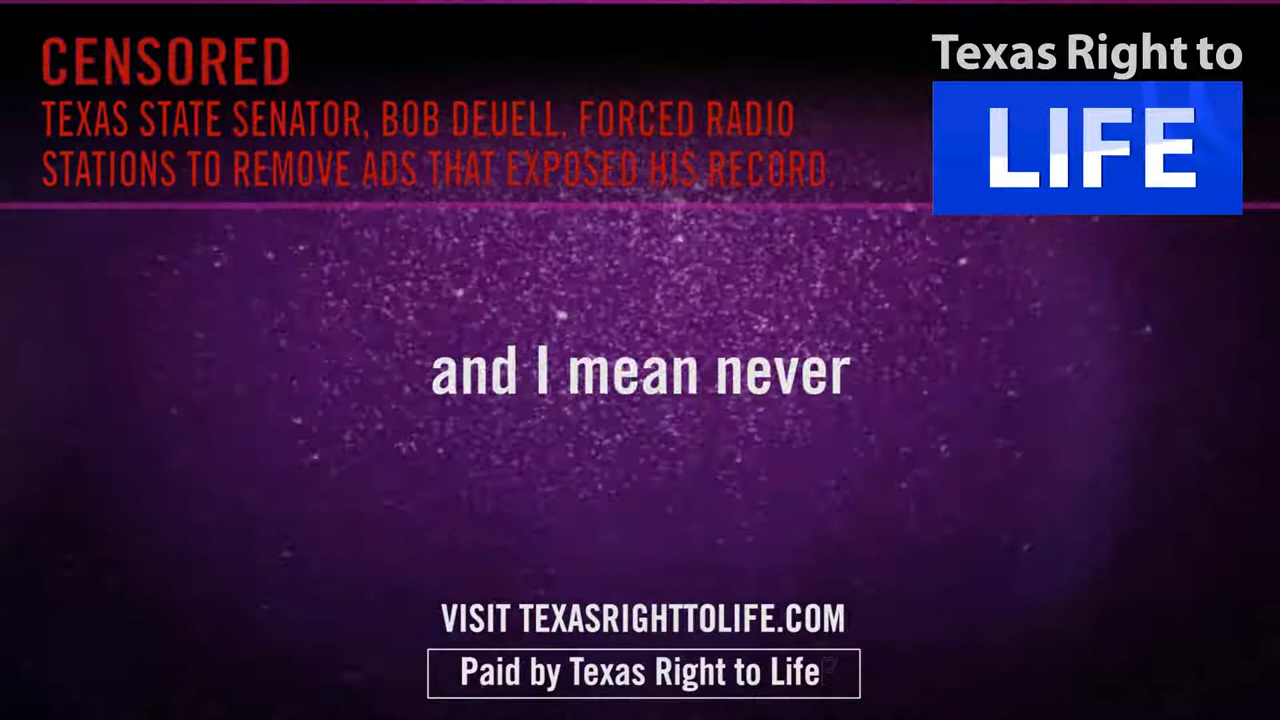 CENSORED
TEXAS STATE SENATOR, BOB DEUELL, FORCED RADIO
STATIONS TO REMOVE ADS THAT EXPOSED HIS RECORD.
Texas Right to
LIFE
and I mean never
VISIT TEXASRIGHTTOLIFE.COM
Paid by Texas Right to Life